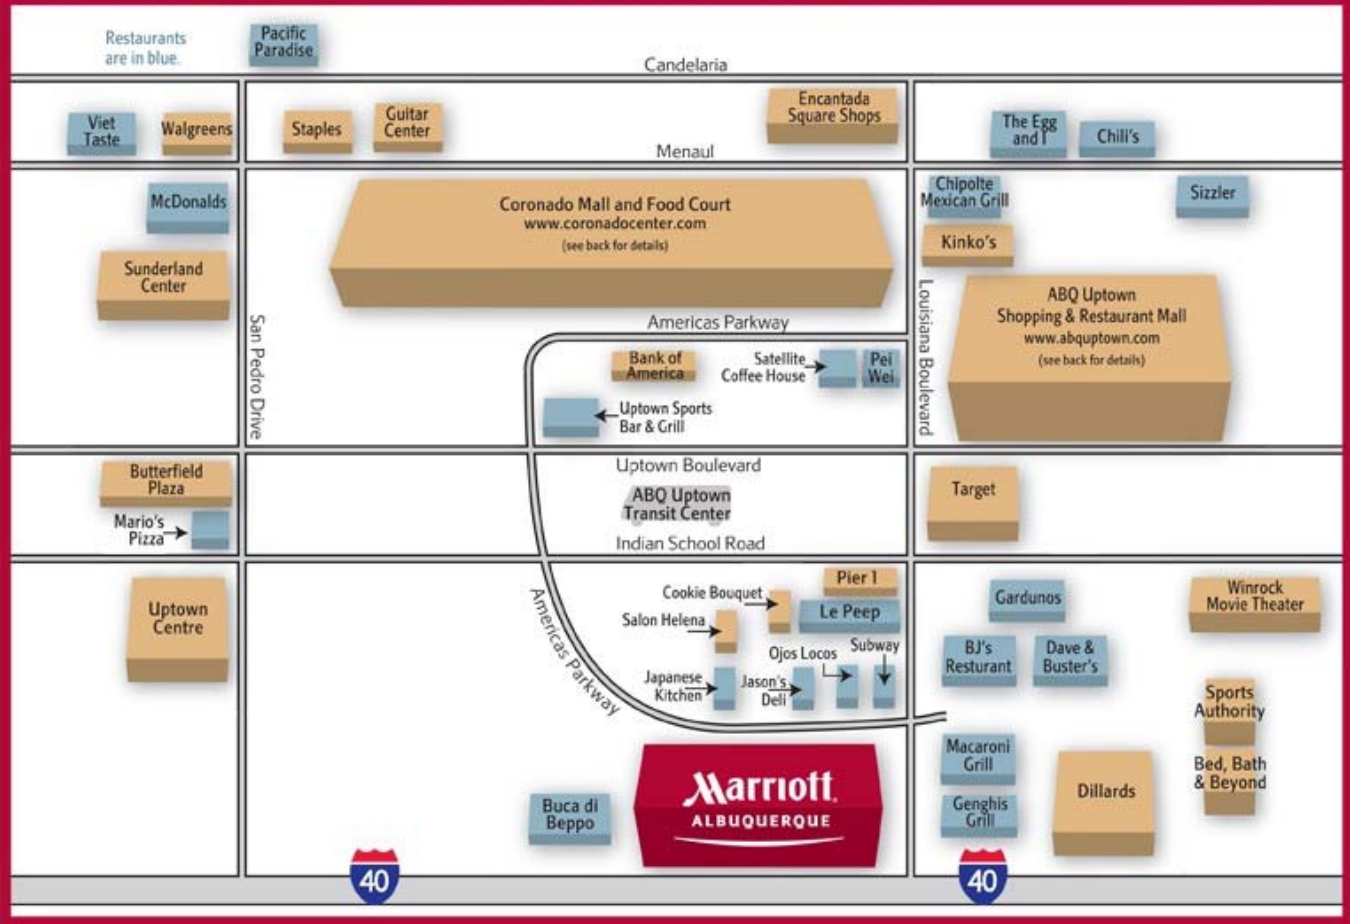 Restaurants
are in blue.
Pacific
Paradise
Candelaria
Viet
Taste
Walgreens
Staples
Guitar
Center
Encantada
Square Shops
The Egg
and I
Chili's
Menaul
McDonalds
Coronado Mall and Food Court
www.coronadocenter.com
(see back for details)
Chipolte
Mexican Grill
Sizzler
Kinko's
Sunderland
Center
ABQ Uptown
Shopping & Restaurant Mall
www.abquptown.com
(see back for details)
San Pedro Drive
Americas Parkway
Louisiana Boulevard
Bank of
America
Satellite
Coffee House
Pei
Wei
Uptown Sports
Bar & Grill
Butterfield
Plaza
Uptown Boulevard
ABQ Uptown
Transit Center
Target
Mario's
Pizza
Indian School Road
Uptown
Centre
Americas Parkway
Pier 1
Cookie Bouquet
Le Peep
Salon Helena
Ojos Locos
Subway
Japanese
Kitchen
Jason's
Deli
Gardunos
Winrock
Movie Theater
BJ's
Resturant
Dave &
Buster's
Sports
Authority
Macaroni
Grill
Bed, Bath
& Beyond
Genghis
Grill
Dillards
Buca di
Beppo
Marriott
ALBUQUERQUE
40
40